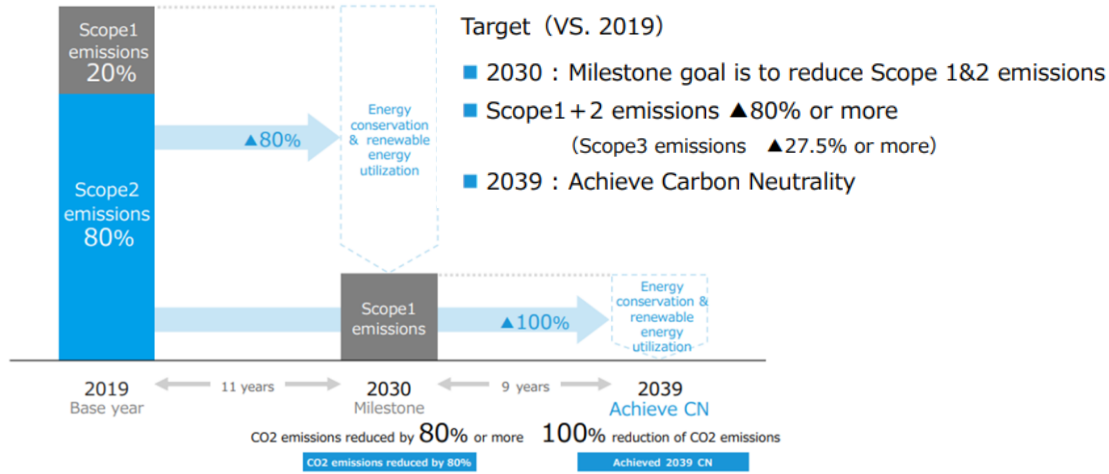 Scope1
emissions
20%
Scope2
emissions
80%
▲80%
Energy
conservation
& renewable
energy
utilization
Target（VS. 2019）
■ 2030 : Milestone goal is to reduce Scope 1&2 emissions
■ Scope1+2 emissions ▲80% or more
（Scope3 emissions ▲27.5% or more）
■ 2039 : Achieve Carbon Neutrality
Scope1
emissions
▲100%
Energy
conservation &
renewable
energy
utilization
2019
Base year
11 years
2030
Milestone
9 years
2039
Achieve CN
CO2 emissions reduced by 80% or more
CO2 emissions reduced by 80%
100% reduction of CO2 emissions
Achieved 2039 CN